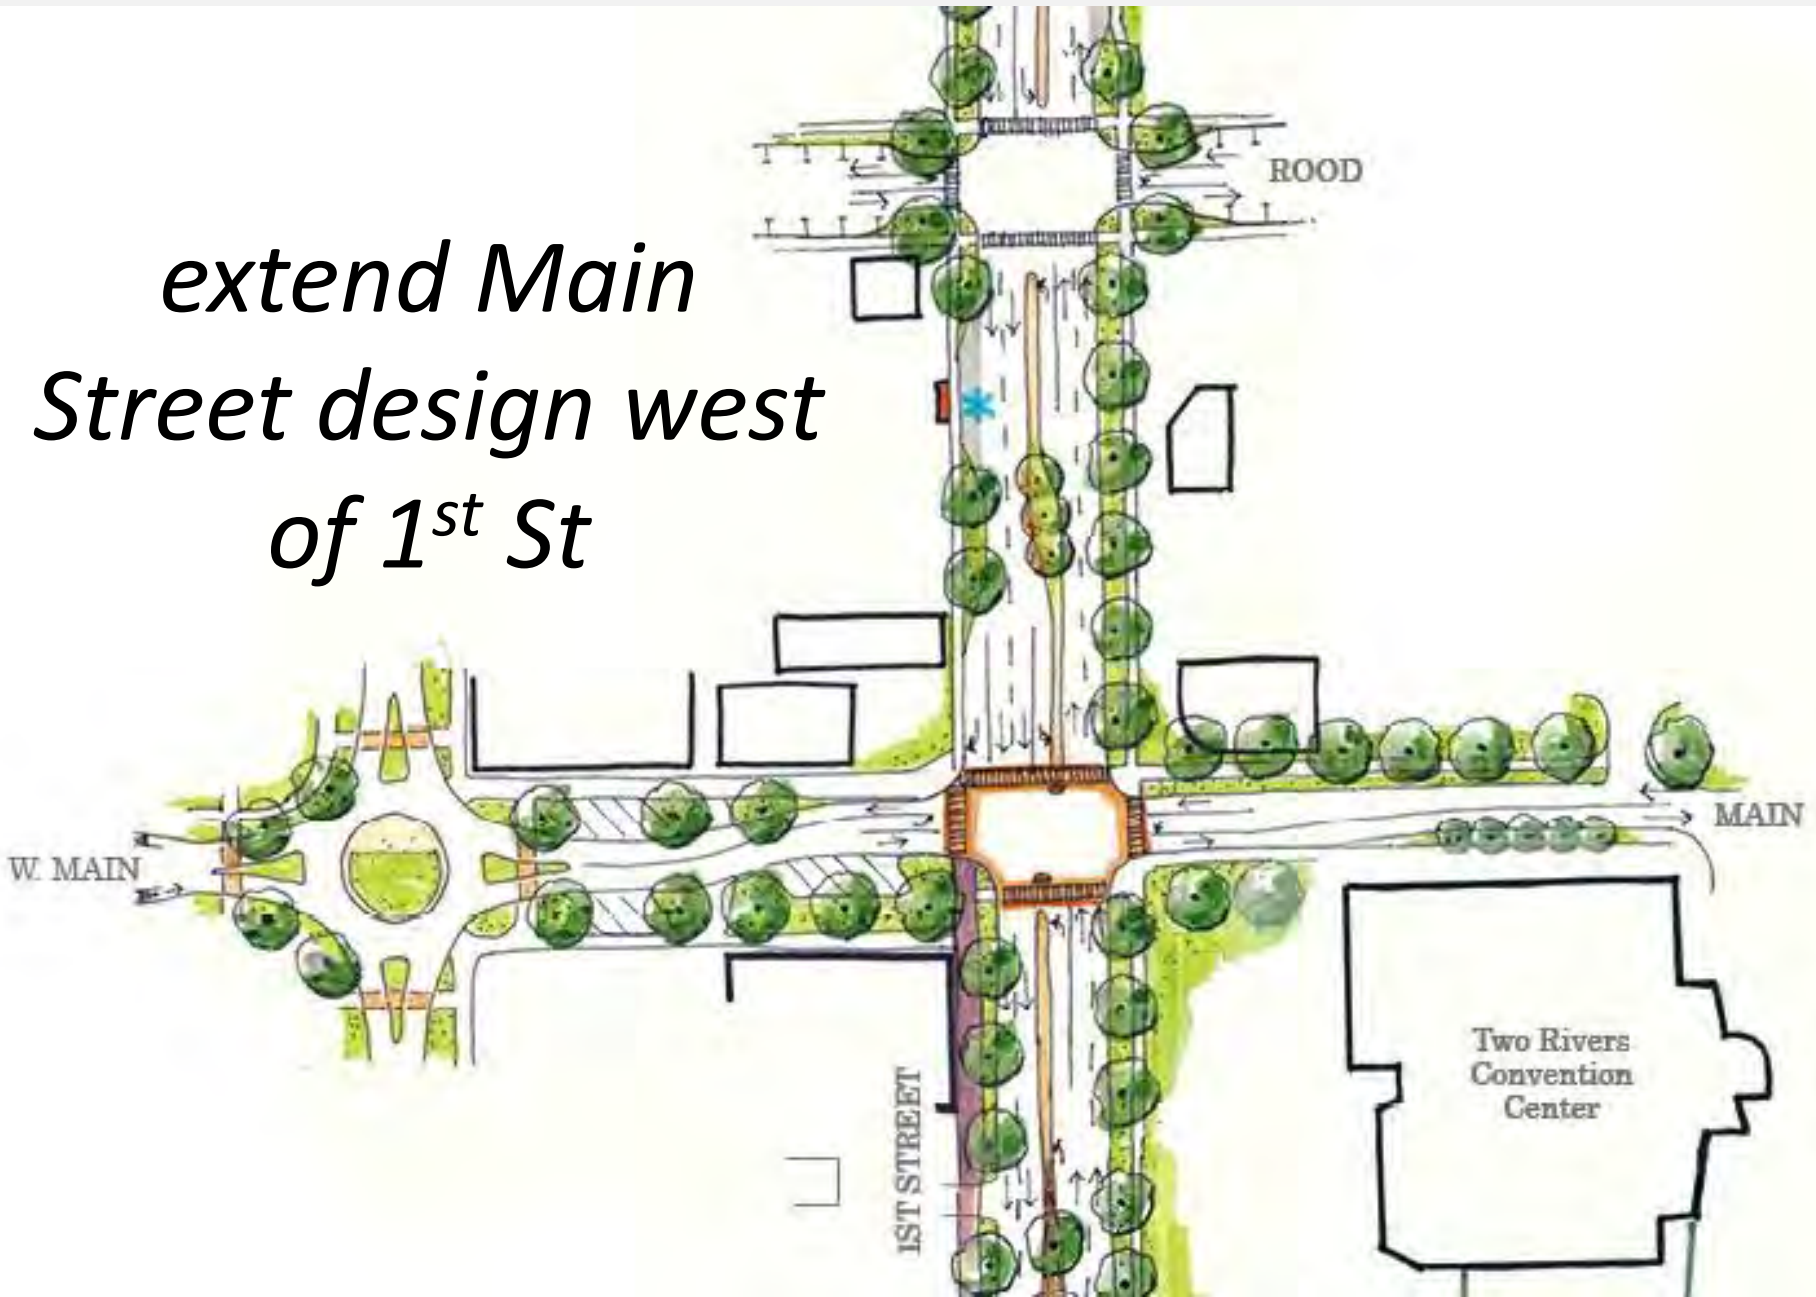 ROOD
extend Main
Street design west
of 1st St
MAIN
W. MAIN
Two Rivers
Convention
Center
1ST STREET